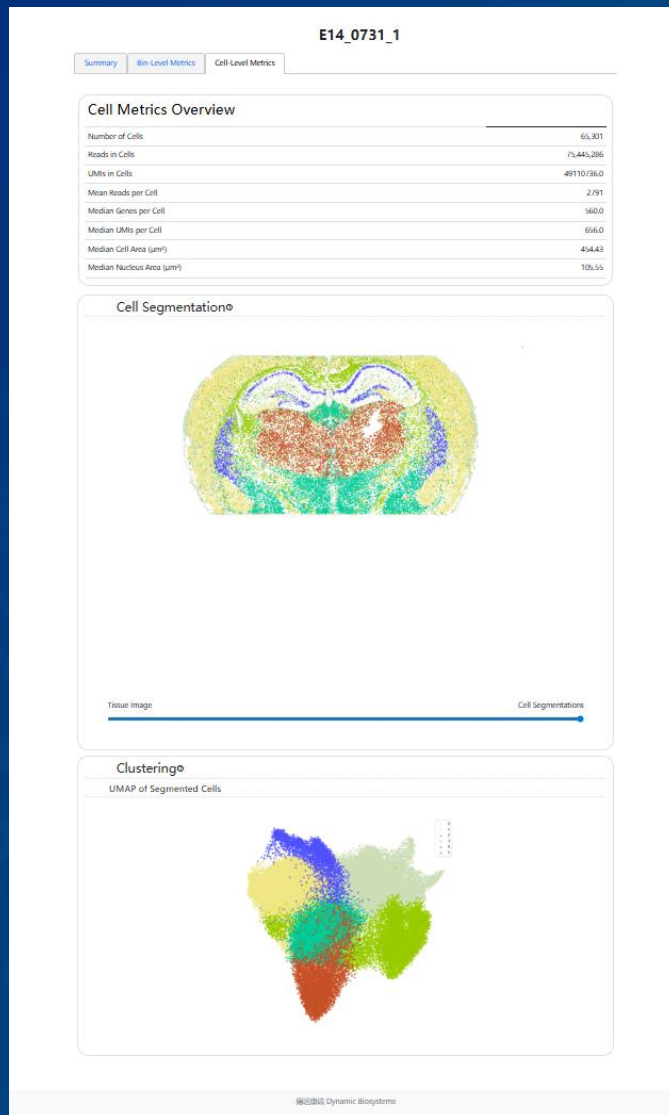 E14_0731_1
Summary Bin-Level Metrics Cell-Level Metrics
Cell Metrics Overview
Number of Cells 65,301
Reads in Cells 75,445,286
UMIs in Cells 49110736.0
Mean Reads per Cell 2791
Median Genes per Cell 560.0
Median UMIs per Cell 656.0
Median Cell Area (μm²) 454.43
Median Nucleus Area (μm²) 105.55
Cell Segmentation
Tissue Image Cell Segmentations
Clustering
UMAP of Segmented Cells
Dynamic Biosystems